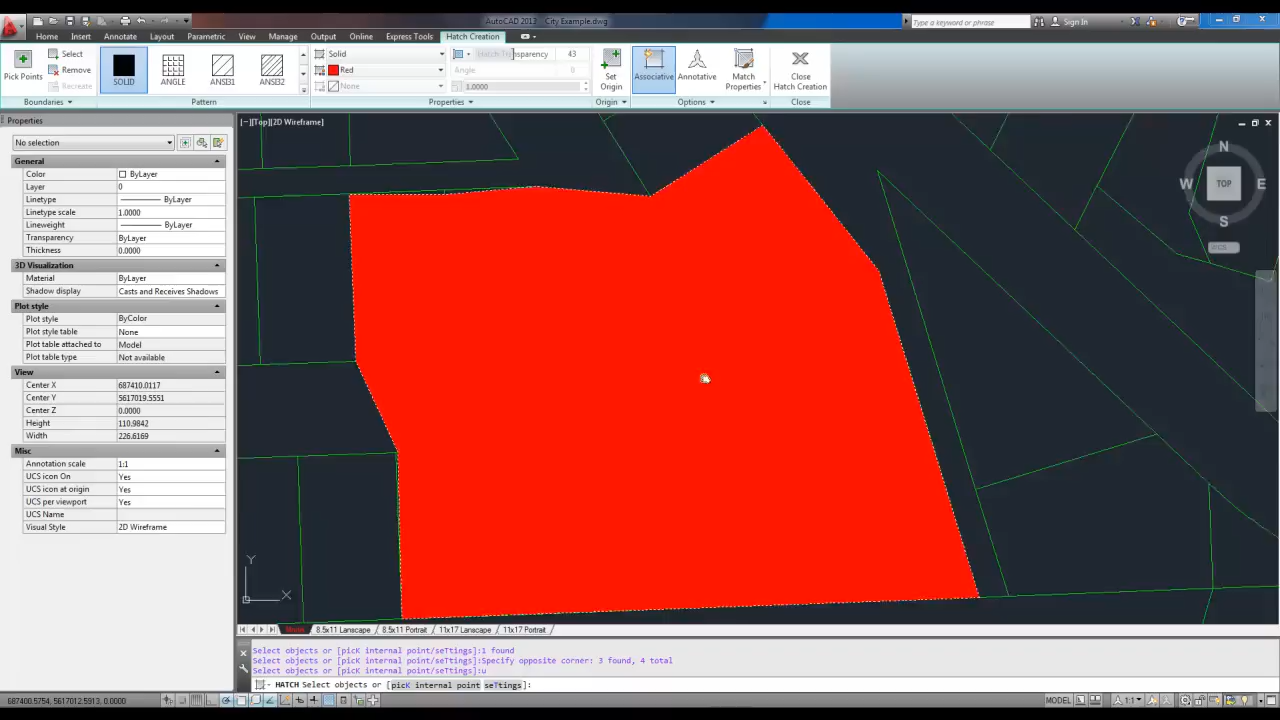 AutoCAD 2013 City Example.dwg
Type a keyword or phrase
Sign In
Home Insert Annotate Layout Parametric View Manage Output Online Express Tools Hatch Creation
Pick Points
Select
Remove
Recreate
Boundaries
SOLID ANGLE ANSI31 ANSI32
Pattern
Solid
Red
None
Hatch Transparency 43
Angle: 0
1.0000
Properties
Set Origin
Origin
Associative Annotative Match Properties
Options
Close Hatch Creation
Close
Properties
No selection
General
Color ByLayer
Layer 0
Linetype ByLayer
Linetype scale 1.0000
Lineweight ByLayer
Transparency ByLayer
Thickness 0.0000
3D Visualization
Material ByLayer
Shadow display Casts and Receives Shadows
Plot style
Plot style ByColor
Plot style table None
Plot table attached to Model
Plot table type Not available
View
Center X 687410.0117
Center Y 5617019.5551
Center Z 0.0000
Height 110.9842
Width 226.6169
Misc
Annotation scale 1:1
UCS icon On Yes
UCS icon at origin Yes
UCS per viewport Yes
UCS Name
Visual Style 2D Wireframe
[−][Top][2D Wireframe]
N
W TOP E
S
Y
X
Model 8.5x11 Lanscape 8.5x11 Portrait 11x17 Lanscape 11x17 Portrait
Select objects or [picK internal point/seTtings]:1 found
Select objects or [picK internal point/seTtings]:Specify opposite corner: 3 found, 4 total
Select objects or [picK internal point/seTtings]:u
HATCH Select objects or [picK internal point seTtings]:
687400.5754, 5617012.5913, 0.0000
MODEL
1:1